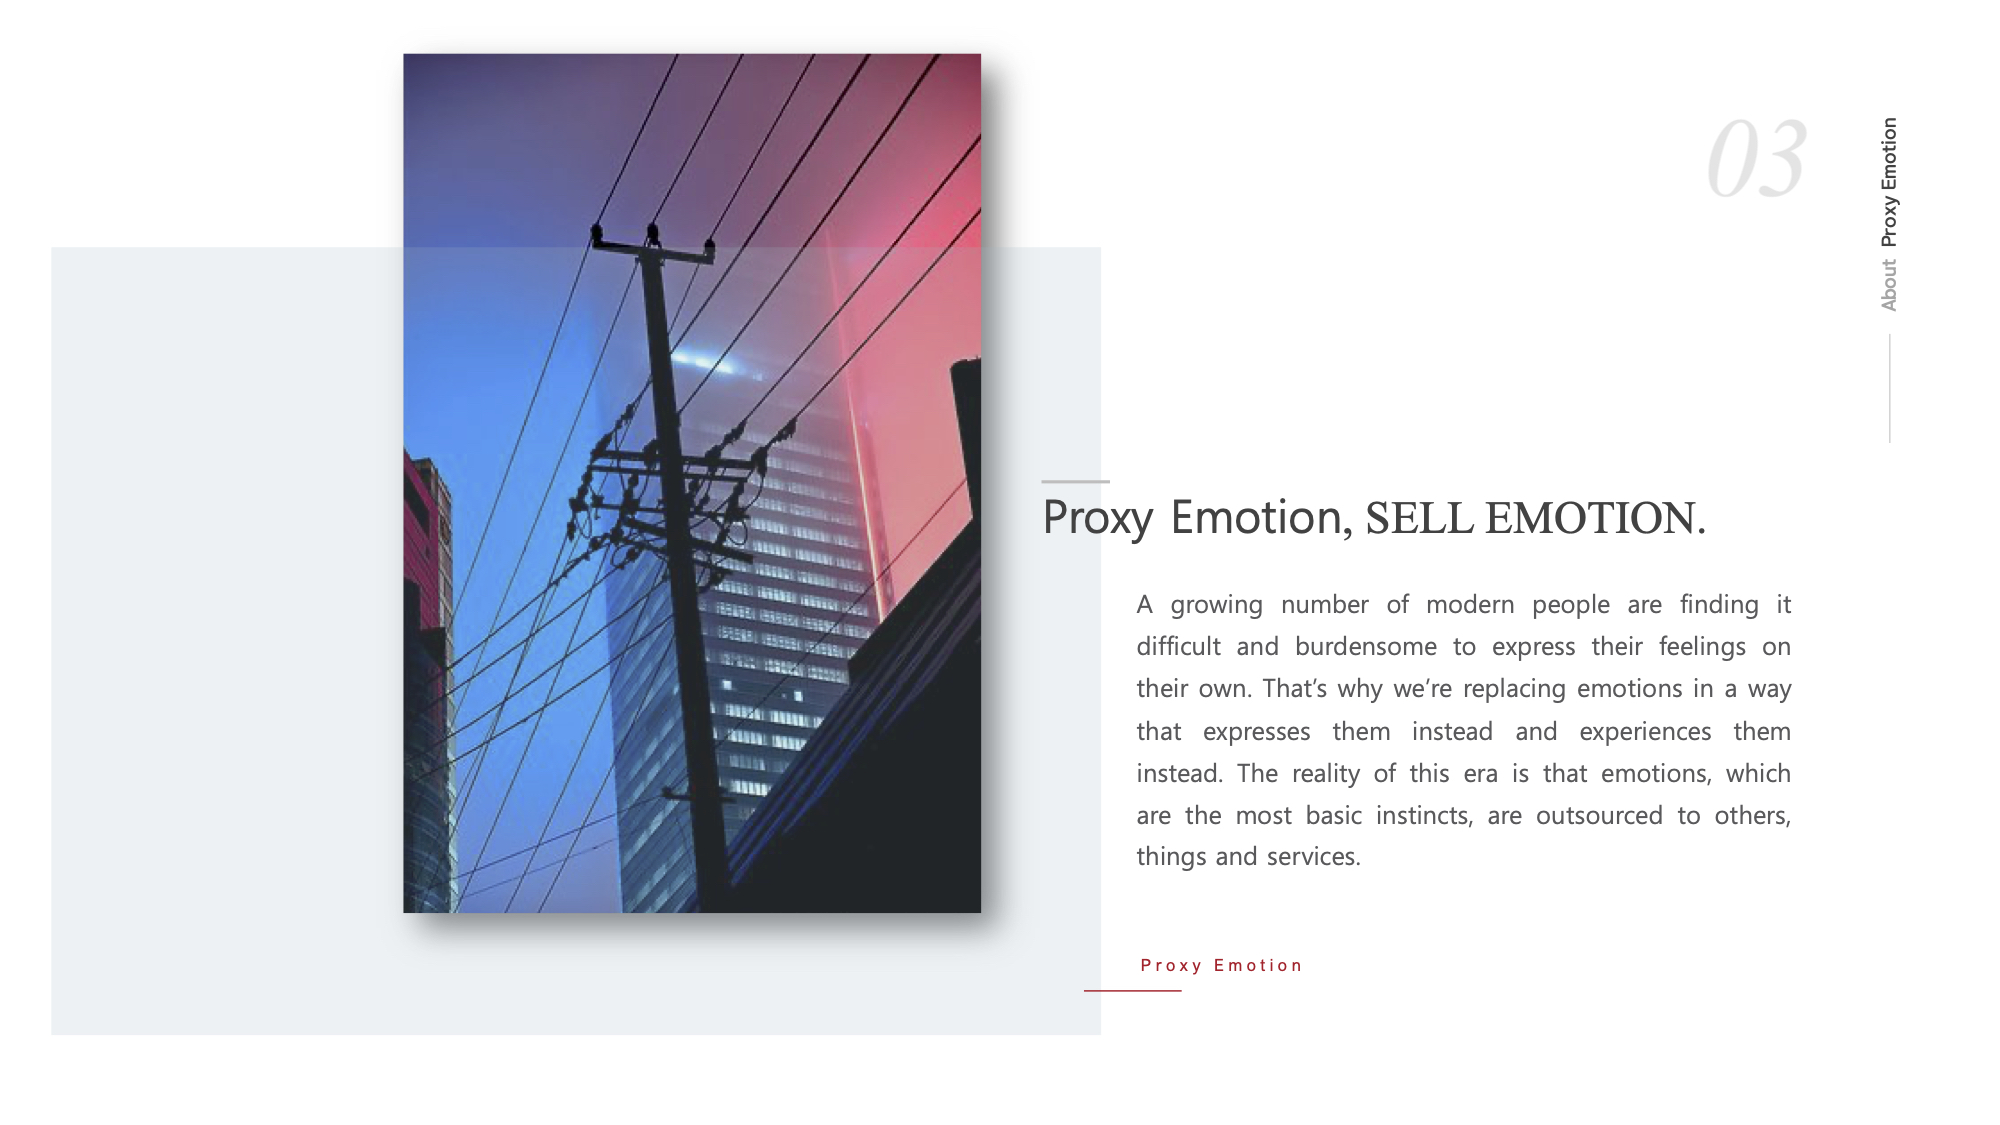 03
About Proxy Emotion
Proxy Emotion, SELL EMOTION.
A growing number of modern people are finding it
difficult and burdensome to express their feelings on
their own. That’s why we’re replacing emotions in a way
that expresses them instead and experiences them
instead. The reality of this era is that emotions, which
are the most basic instincts, are outsourced to others,
things and services.
Proxy Emotion